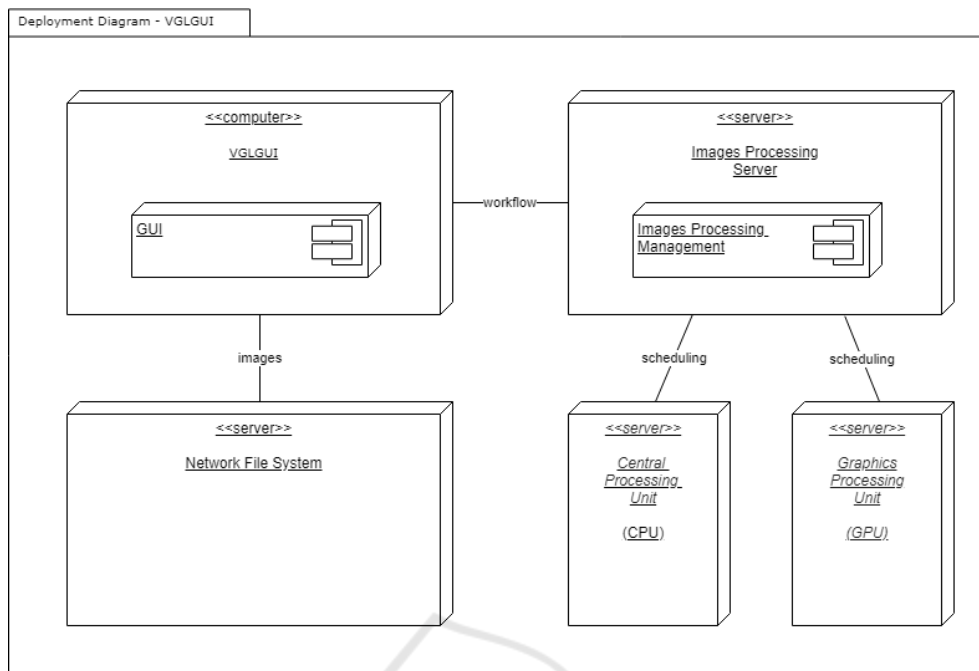 Deployment Diagram - VGLGUI
<<computer>>
VGLGUI
GUI
workflow
<<server>>
Images Processing
Server
Images Processing
Management
images
scheduling
scheduling
<<server>>
Network File System
<<server>>
Central
Processing
Unit
(CPU)
<<server>>
Graphics
Processing
Unit
(GPU)